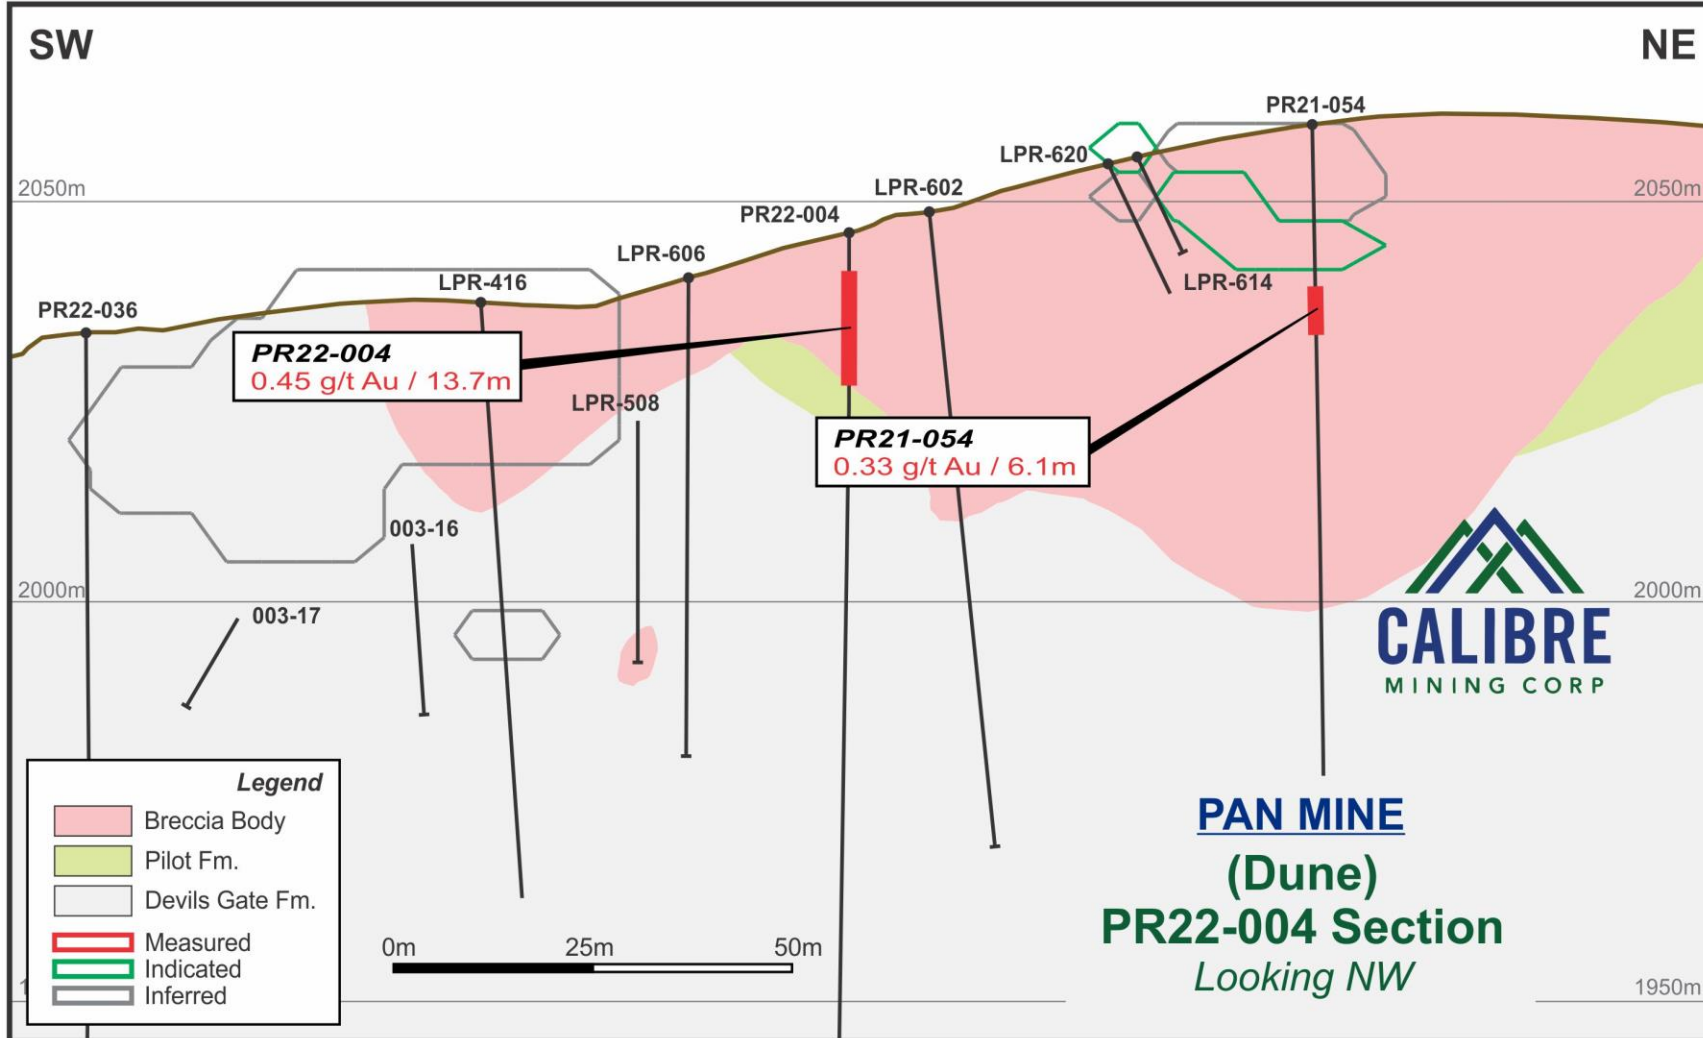 SW
NE
PR21-054
LPR-620
LPR-602
2050m
2050m
PR22-004
LPR-606
LPR-416
LPR-614
PR22-036
PR22-004
0.45 g/t Au / 13.7m
LPR-508
PR21-054
0.33 g/t Au / 6.1m
003-16
2000m
2000m
003-17
CALIBRE
MINING CORP
Legend
Breccia Body
Pilot Fm.
Devils Gate Fm.
Measured
Indicated
Inferred
0m 25m 50m
PAN MINE
(Dune)
PR22-004 Section
Looking NW
1950m